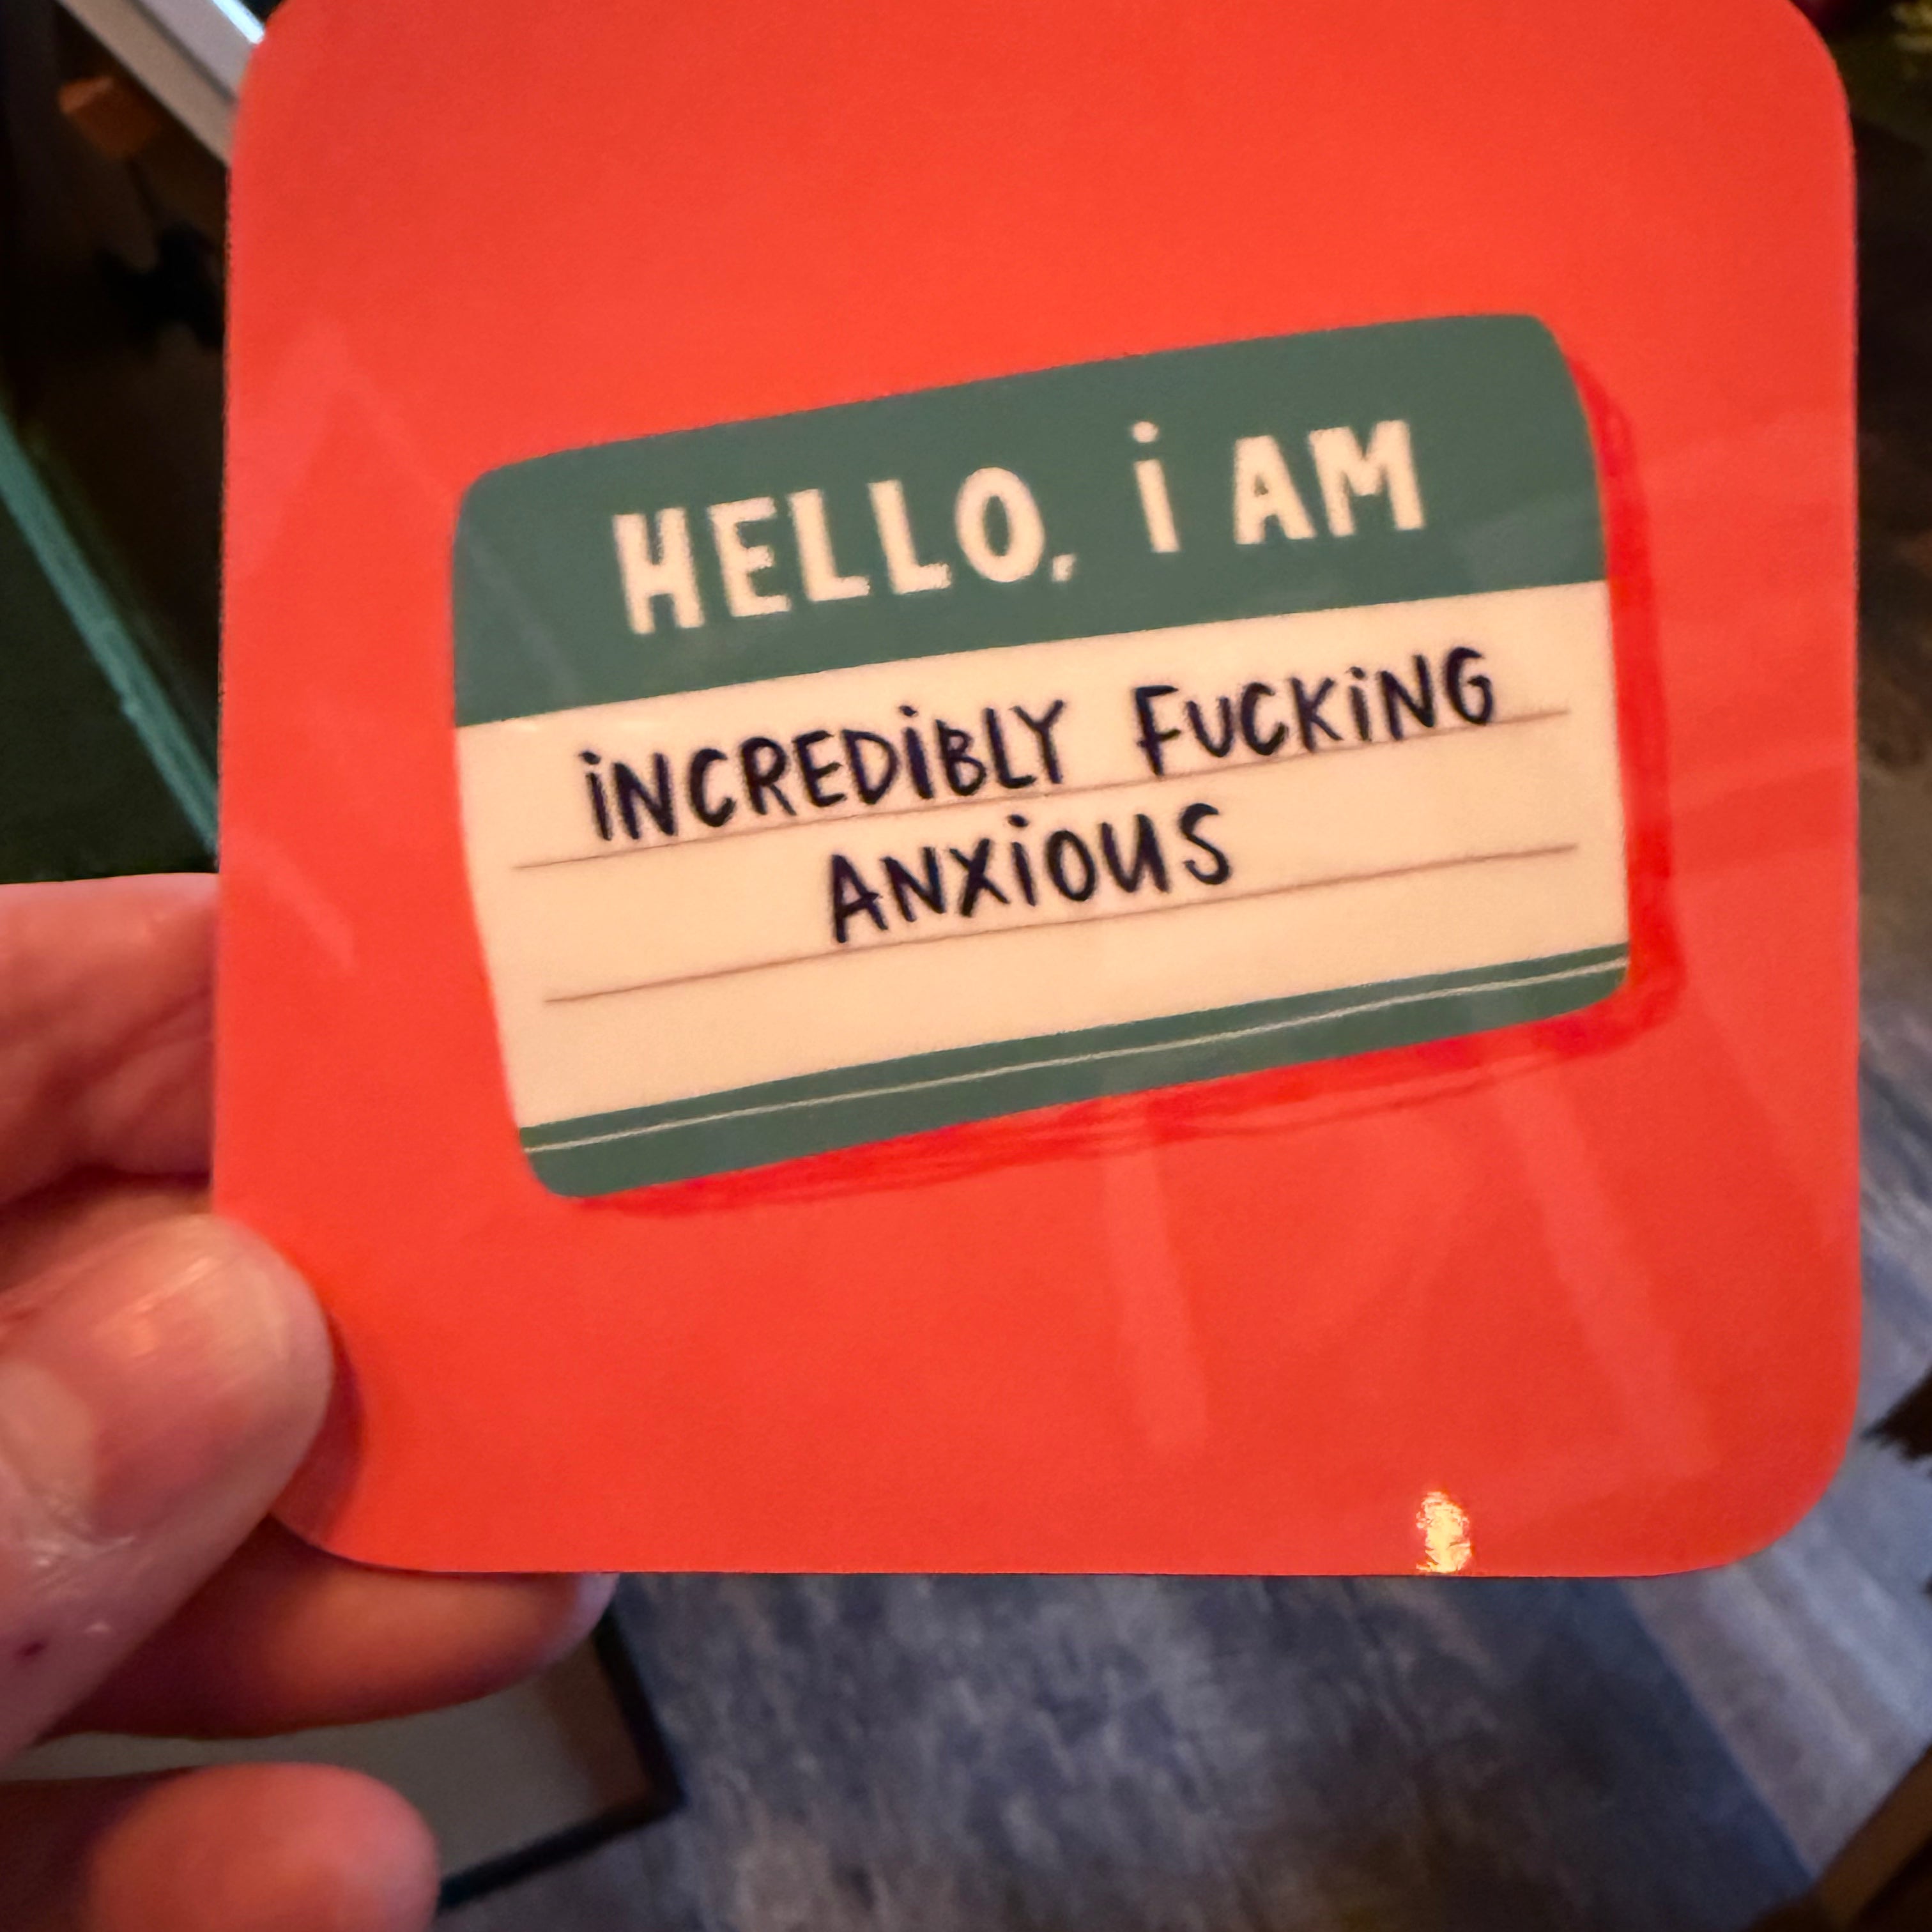 HELLO, i AM
iNCREDiBLY FUCKiNG
ANXiOUS